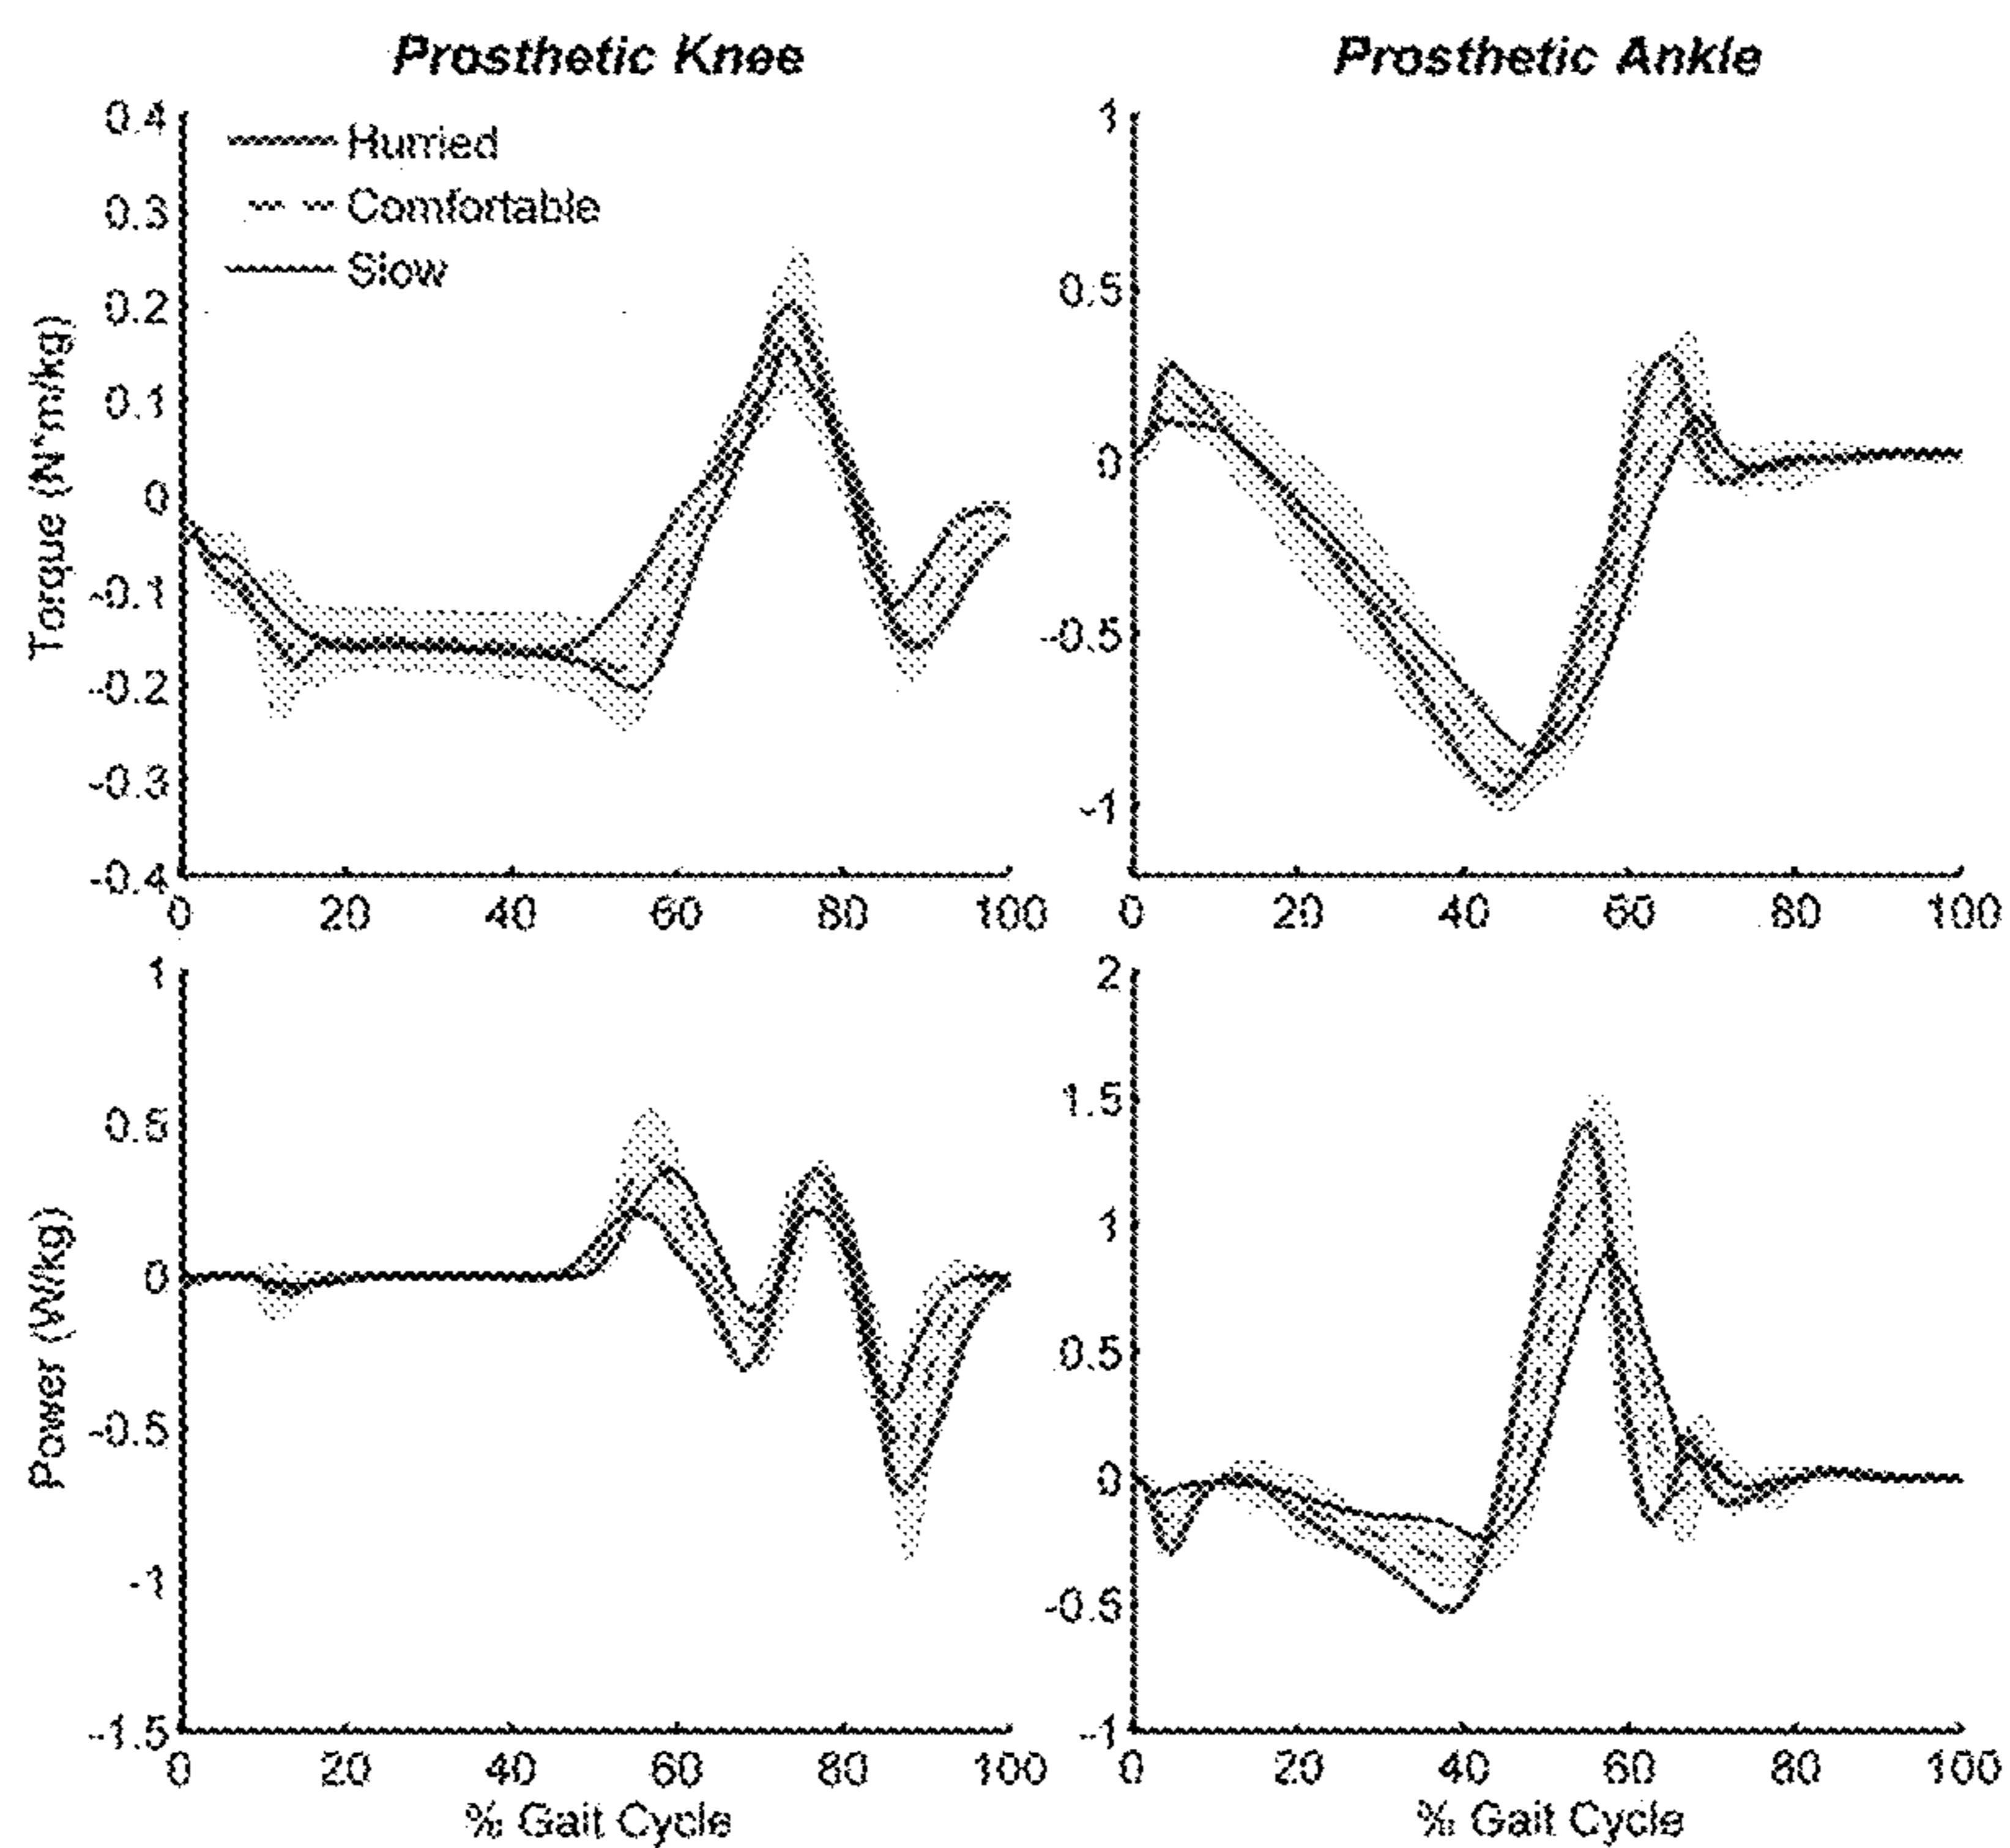 Prosthetic Knee
Prosthetic Ankle
0.4
0.3
0.2
0.1
0
-0.1
-0.2
-0.3
-0.4
Torque (N*m/kg)
Hurried
Comfortable
Slow
0 20 40 60 80 100
1
0.5
0
-0.5
-1
0 20 40 60 80 100
1
0.5
0
-0.5
-1
-1.5
Power (W/kg)
0 20 40 60 80 100
% Gait Cycle
2
1.5
1
0.5
0
-0.5
-1
0 20 40 60 80 100
% Gait Cycle